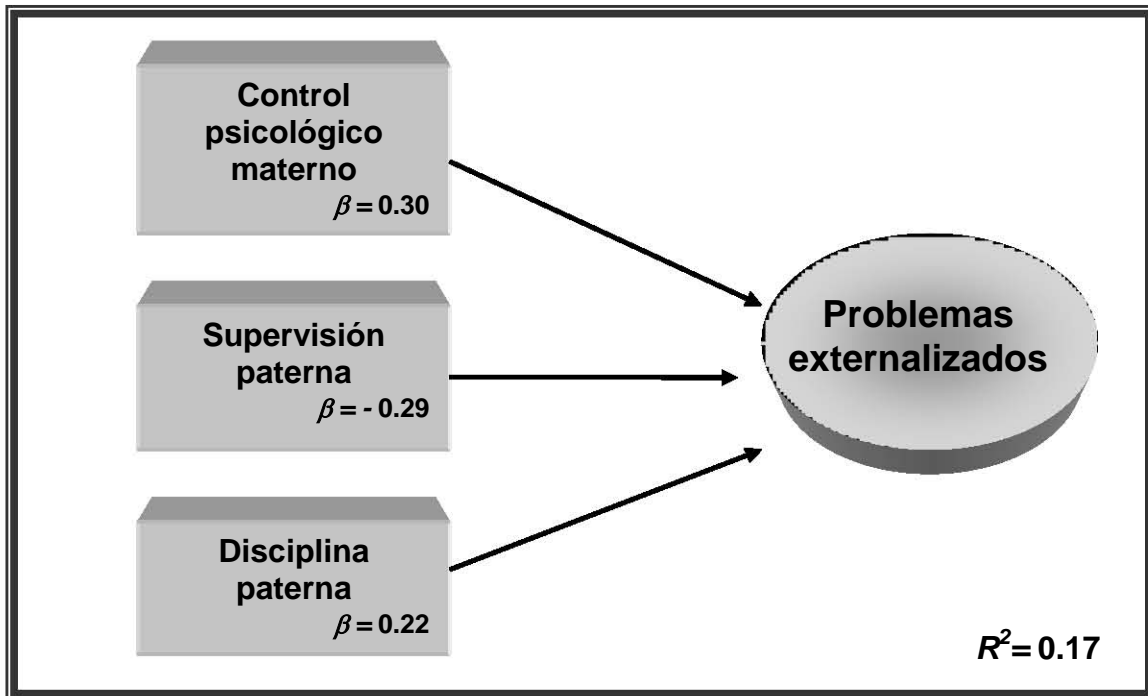 Control
psicológico
materno
β = 0.30
Supervisión
paterna
β = - 0.29
Disciplina
paterna
β = 0.22
Problemas
externalizados
R² = 0.17